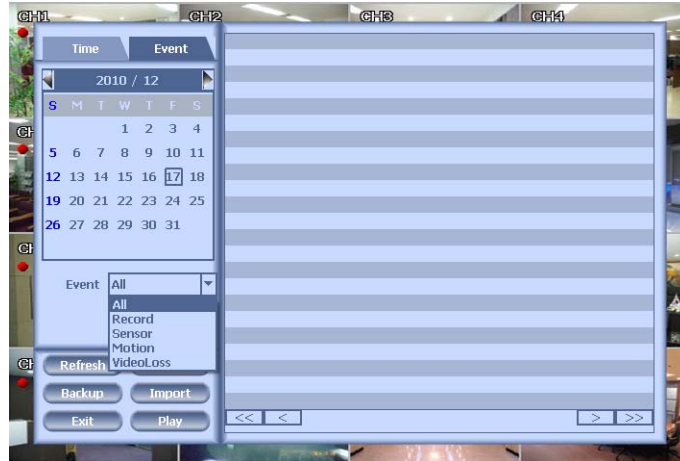 CH1 CH2 CH3 CH4
Time Event
2010 / 12
S M T W T F S
1 2 3 4
5 6 7 8 9 10 11
12 13 14 15 16 17 18
19 20 21 22 23 24 25
26 27 28 29 30 31
Event All
All
Record
Sensor
Motion
VideoLoss
Refresh
Backup Import
Exit Play
<< < > >>